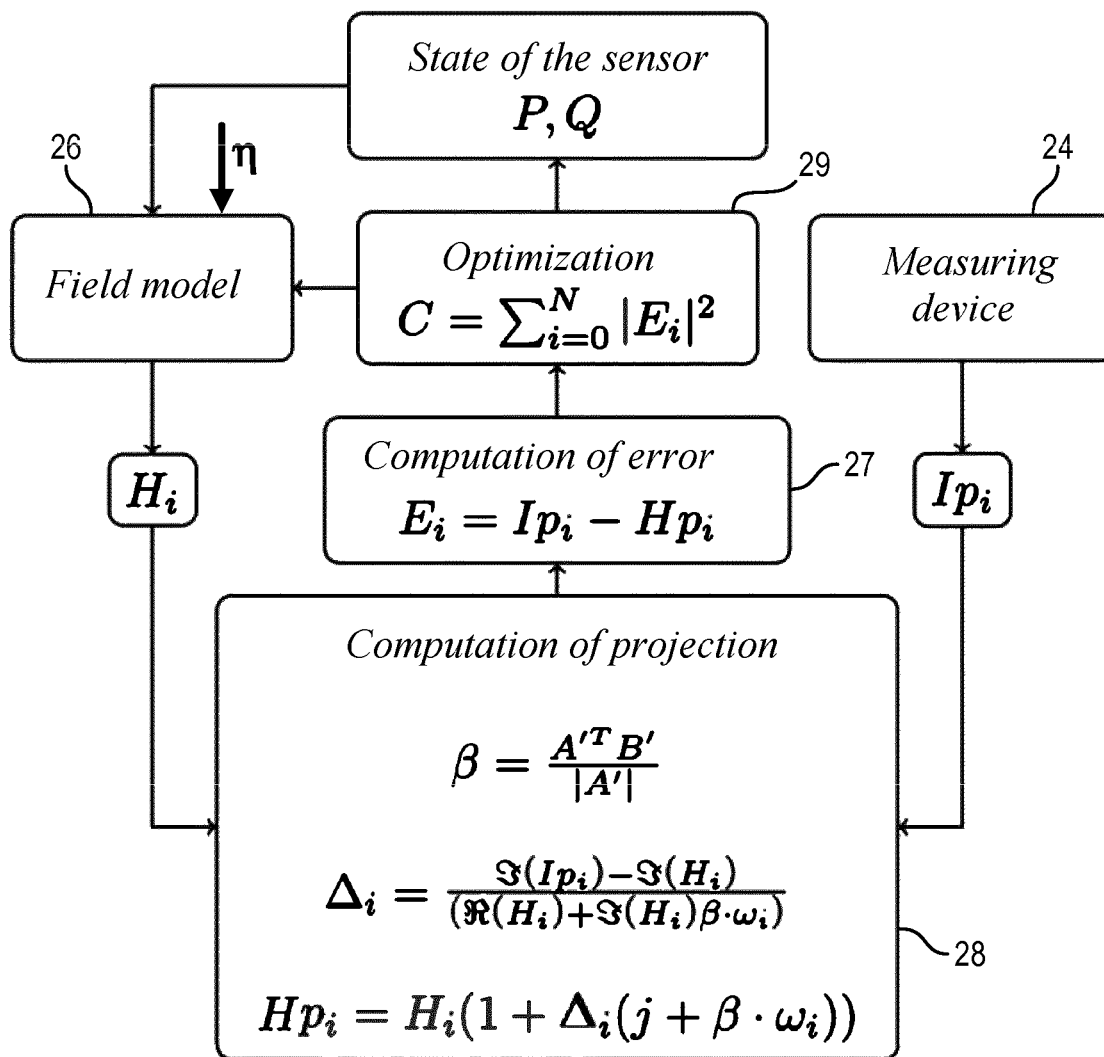 State of the sensor
P, Q
26
η
24
29
Field model
Optimization
C = ∑_{i=0}^{N} |E_i|^2
Measuring
device
H_i
Computation of error
E_i = Ip_i − Hp_i
27
Ip_i
Computation of projection
β = \frac{A'^T B'}{|A'|}
Δ_i = \frac{ℑ(Ip_i)−ℑ(H_i)}{(ℜ(H_i)+ℑ(H_i)β·ω_i)}
28
Hp_i = H_i(1 + Δ_i(j + β · ω_i))